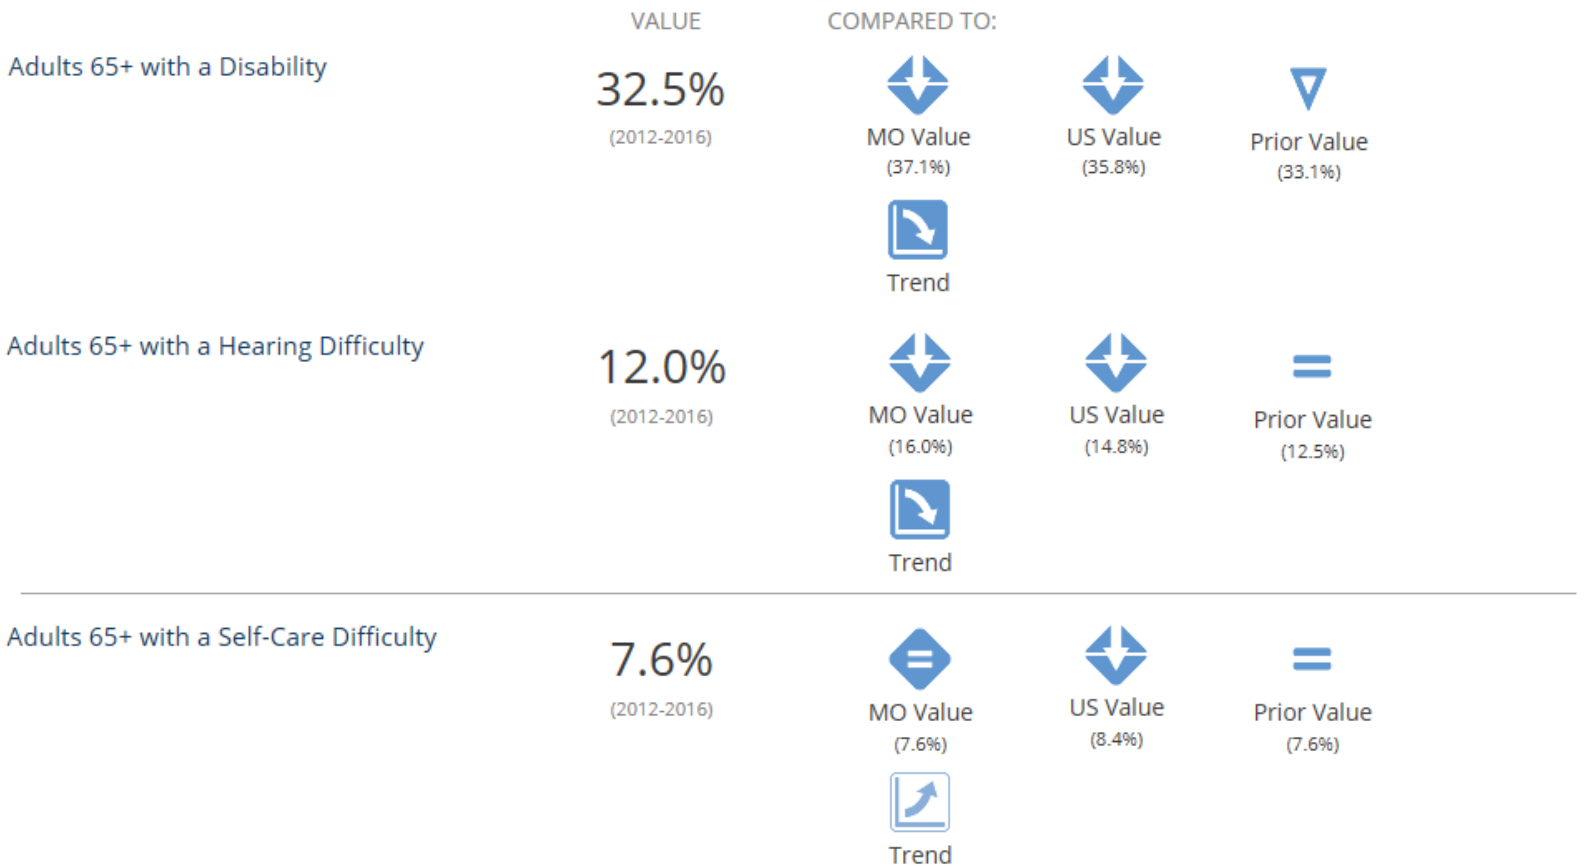 VALUE COMPARED TO:
Adults 65+ with a Disability
32.5%
(2012-2016)
MO Value
(37.1%)
US Value
(35.8%)
Prior Value
(33.1%)
Trend
Adults 65+ with a Hearing Difficulty
12.0%
(2012-2016)
MO Value
(16.0%)
US Value
(14.8%)
Prior Value
(12.5%)
Trend
Adults 65+ with a Self-Care Difficulty
7.6%
(2012-2016)
MO Value
(7.6%)
US Value
(8.4%)
Prior Value
(7.6%)
Trend